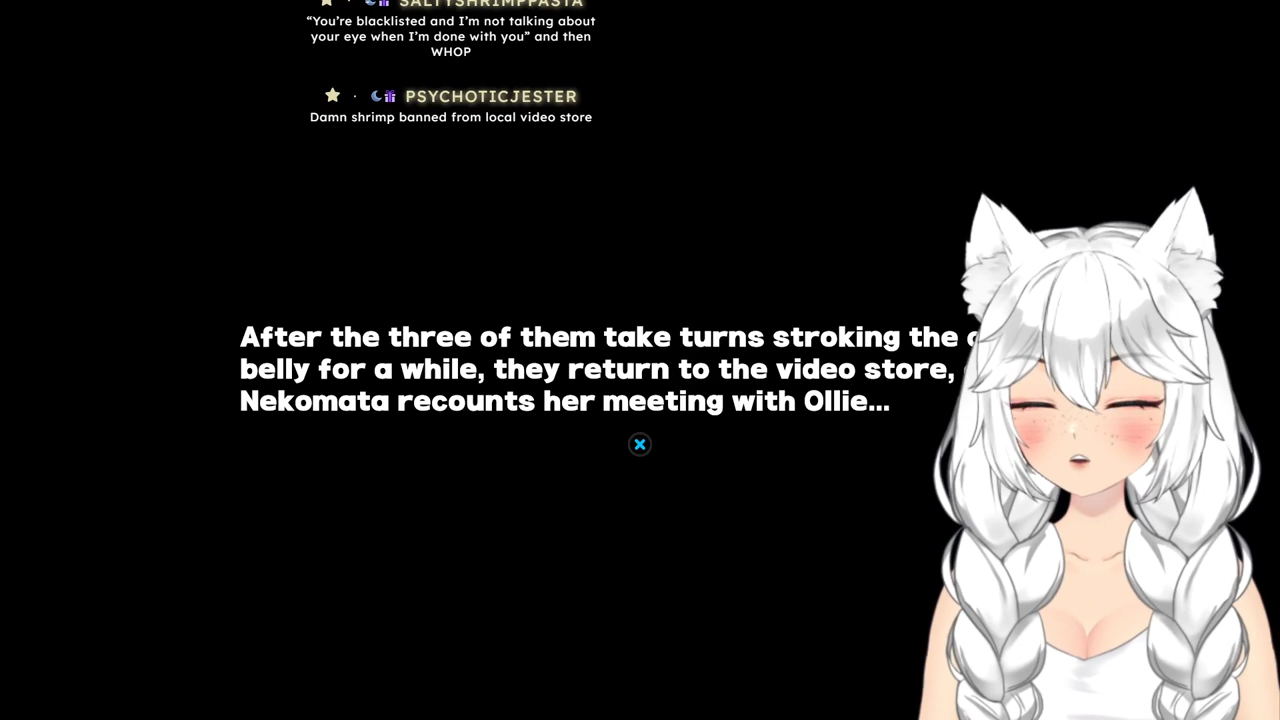 SALTYSHRIMPPASTA
“You’re blacklisted and I’m not talking about
your eye when I’m done with you” and then
WHOP
PSYCHOTICJESTER
Damn shrimp banned from local video store
After the three of them take turns stroking the
belly for a while, they return to the video store,
Nekomata recounts her meeting with Ollie...